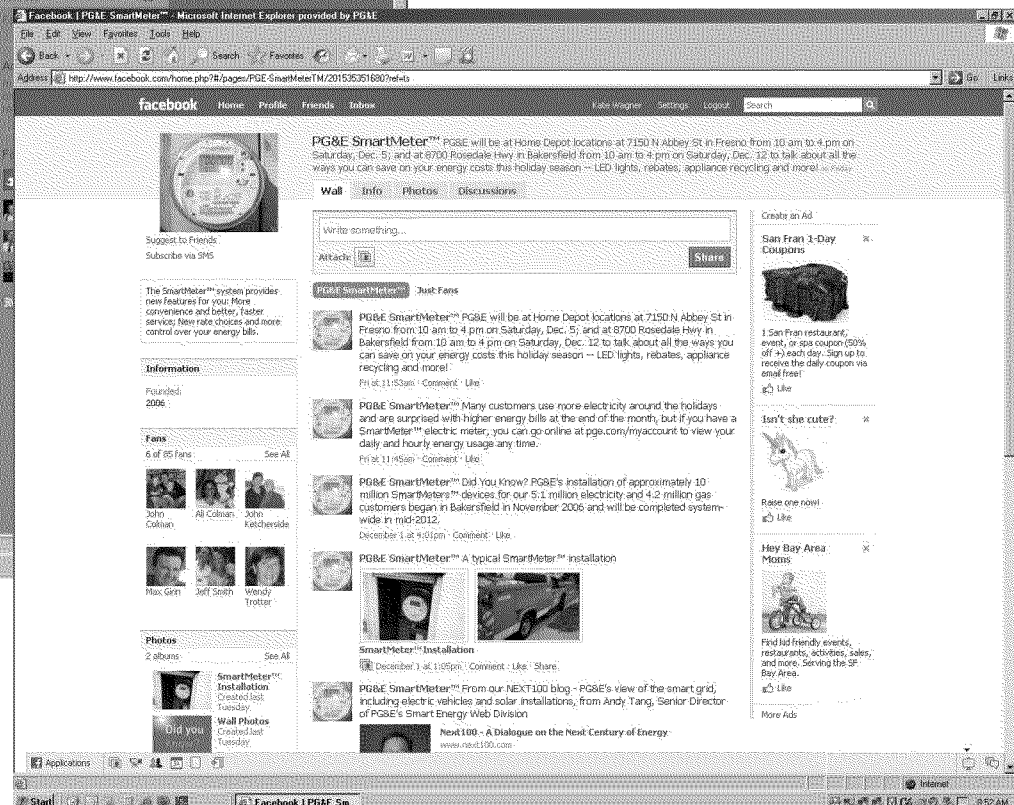 Facebook | PG&E SmartMeter™ - Microsoft Internet Explorer provided by PG&E
File Edit View Favorites Tools Help
Back Search Favorites
Address http://www.facebook.com/home.php?#/pages/PGE-SmartMeterTM/201535351680?ref=ts Go Links
facebook Home Profile Friends Inbox Kate Wagner Settings Logout Search
PG&E SmartMeter™ PG&E will be at Home Depot locations at 7150 N Abbey St in Fresno from 10 am to 4 pm on
Saturday, Dec. 5; and at 8700 Rosedale Hwy in Bakersfield from 10 am to 4 pm on Saturday, Dec. 12 to talk about all the
ways you can save on your energy costs this holiday season -- LED lights, rebates, appliance recycling and more! on Friday
Wall Info Photos Discussions
Suggest to Friends
Subscribe via SMS
The SmartMeter™ system provides
new features for you: More
convenience and better, faster
service; New rate choices and more
control over your energy bills.
Information
Founded:
2006
Fans
6 of 85 fans See All
John
Colman
Ali Colman
John
Ketcherside
Max Ginn
Jeff Smith
Wendy
Trotter
Photos
2 albums See All
SmartMeter™
Installation
Created last
Tuesday
Did you
Wall Photos
Created last
Tuesday
Write something...
Attach:
Share
PG&E SmartMeter™ Just Fans
PG&E SmartMeter™ PG&E will be at Home Depot locations at 7150 N Abbey St in
Fresno from 10 am to 4 pm on Saturday, Dec. 5; and at 8700 Rosedale Hwy in
Bakersfield from 10 am to 4 pm on Saturday, Dec. 12 to talk about all the ways you
can save on your energy costs this holiday season -- LED lights, rebates, appliance
recycling and more!
Fri at 11:53am · Comment · Like
PG&E SmartMeter™ Many customers use more electricity around the holidays
and are surprised with higher energy bills at the end of the month, but if you have a
SmartMeter™ electric meter, you can go online at pge.com/myaccount to view your
daily and hourly energy usage any time.
Fri at 11:45am · Comment · Like
PG&E SmartMeter™ Did You Know? PG&E's installation of approximately 10
million SmartMeters™ devices for our 5.1 million electricity and 4.2 million gas
customers began in Bakersfield in November 2006 and will be completed system-
wide in mid-2012.
December 1 at 4:01pm · Comment · Like
PG&E SmartMeter™ A typical SmartMeter™ installation
SmartMeter™ Installation
December 1 at 1:05pm · Comment · Like · Share
PG&E SmartMeter™ From our NEXT100 blog - PG&E's view of the smart grid,
including electric vehicles and solar installations, from Andy Tang, Senior Director
of PG&E's Smart Energy Web Division
Next100 - A Dialogue on the Next Century of Energy
www.next100.com
Create an Ad
San Fran 1-Day
Coupons
1 San Fran restaurant,
event, or spa coupon (50%
off +) each day. Sign up to
receive the daily coupon via
email free!
Like
Isn't she cute?
Raise one now!
Like
Hey Bay Area
Moms
Find kid friendly events,
restaurants, activities, sales,
and more. Serving the SF
Bay Area.
Like
More Ads
Applications
Internet
Start Facebook | PG&E Sm... 8:52 AM